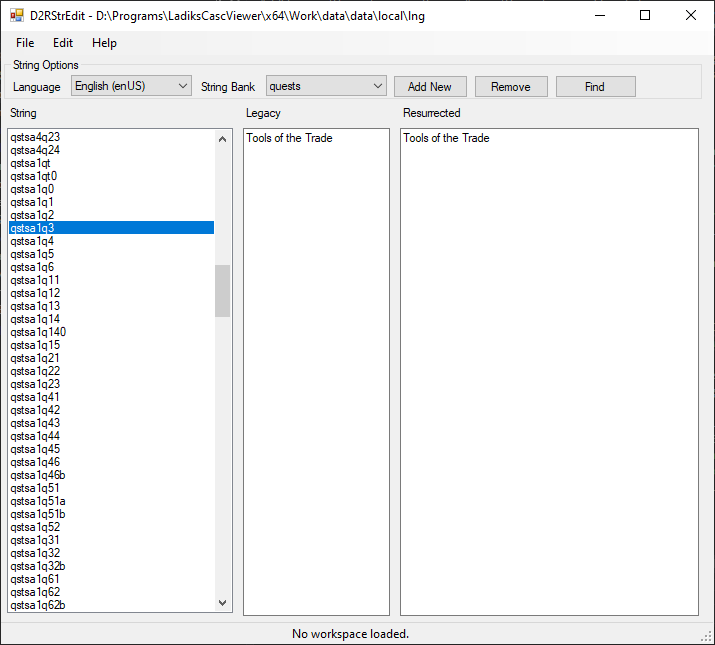 D2RStrEdit - D:\Programs\LadiksCascViewer\x64\Work\data\data\local\lng
File Edit Help
String Options
Language English (enUS) String Bank quests Add New Remove Find
String Legacy Resurrected
qstsa4q23
qstsa4q24
qstsa1qt
qstsa1qt0
qstsa1q0
qstsa1q1
qstsa1q2
qstsa1q3
qstsa1q4
qstsa1q5
qstsa1q6
qstsa1q11
qstsa1q12
qstsa1q13
qstsa1q14
qstsa1q140
qstsa1q15
qstsa1q21
qstsa1q22
qstsa1q23
qstsa1q41
qstsa1q42
qstsa1q43
qstsa1q44
qstsa1q45
qstsa1q46
qstsa1q46b
qstsa1q51
qstsa1q51a
qstsa1q51b
qstsa1q52
qstsa1q31
qstsa1q32
qstsa1q32b
qstsa1q61
qstsa1q62
qstsa1q62b
Tools of the Trade
Tools of the Trade
No workspace loaded.